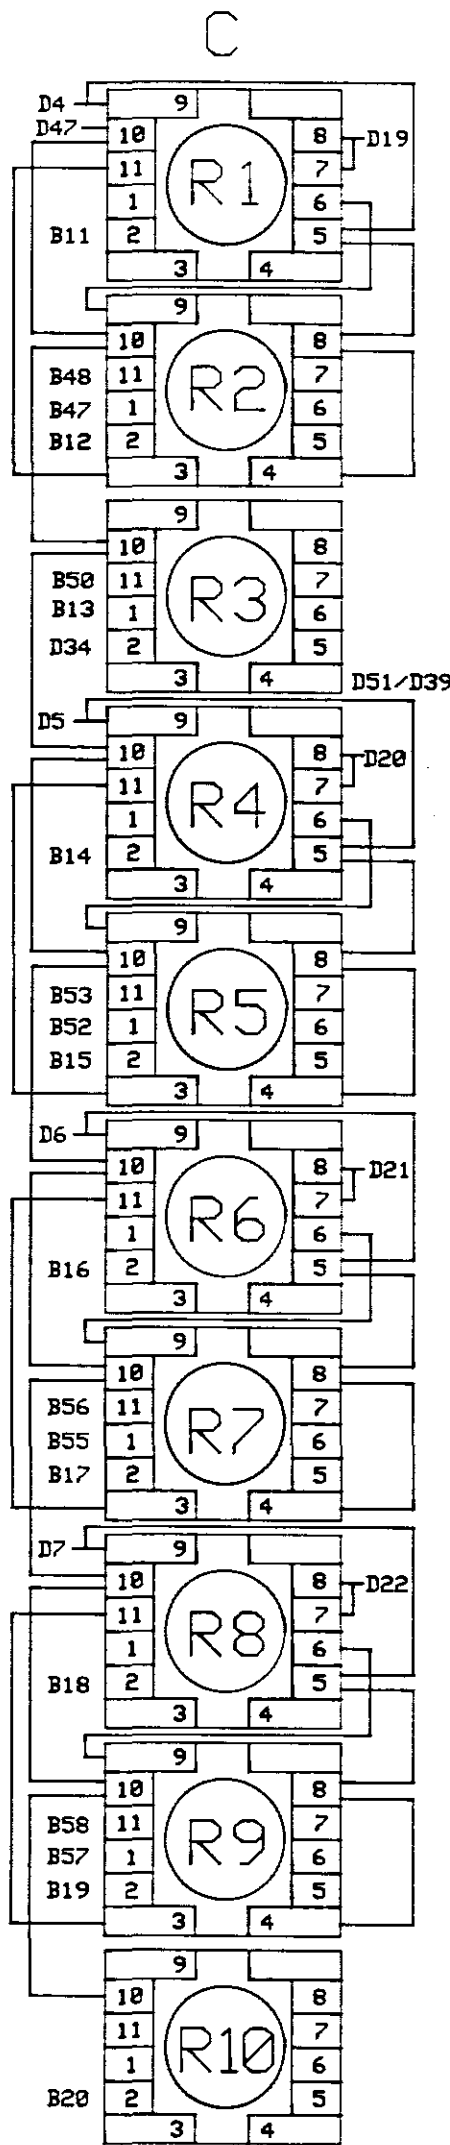 C
D4 9
D47 10 8 D19
11 R1 7
1 6
B11 2 5
3 4
9
10 8
B48 11 R2 7
B47 1 6
B12 2 5
3 4
9
10 8
B50 11 R3 7
B13 1 6
D34 2 5
3 4 D51/D39
D5 9
10 8 D20
11 R4 7
1 6
B14 2 5
3 4
9
10 8
B53 11 R5 7
B52 1 6
B15 2 5
3 4
D6 9
10 8 D21
11 R6 7
1 6
B16 2 5
3 4
9
10 8
B56 11 R7 7
B55 1 6
B17 2 5
3 4
D7 9
10 8 D22
11 R8 7
1 6
B18 2 5
3 4
9
10 8
B58 11 R9 7
B57 1 6
B19 2 5
3 4
9
10 8
11 R10 7
1 6
B20 2 5
3 4